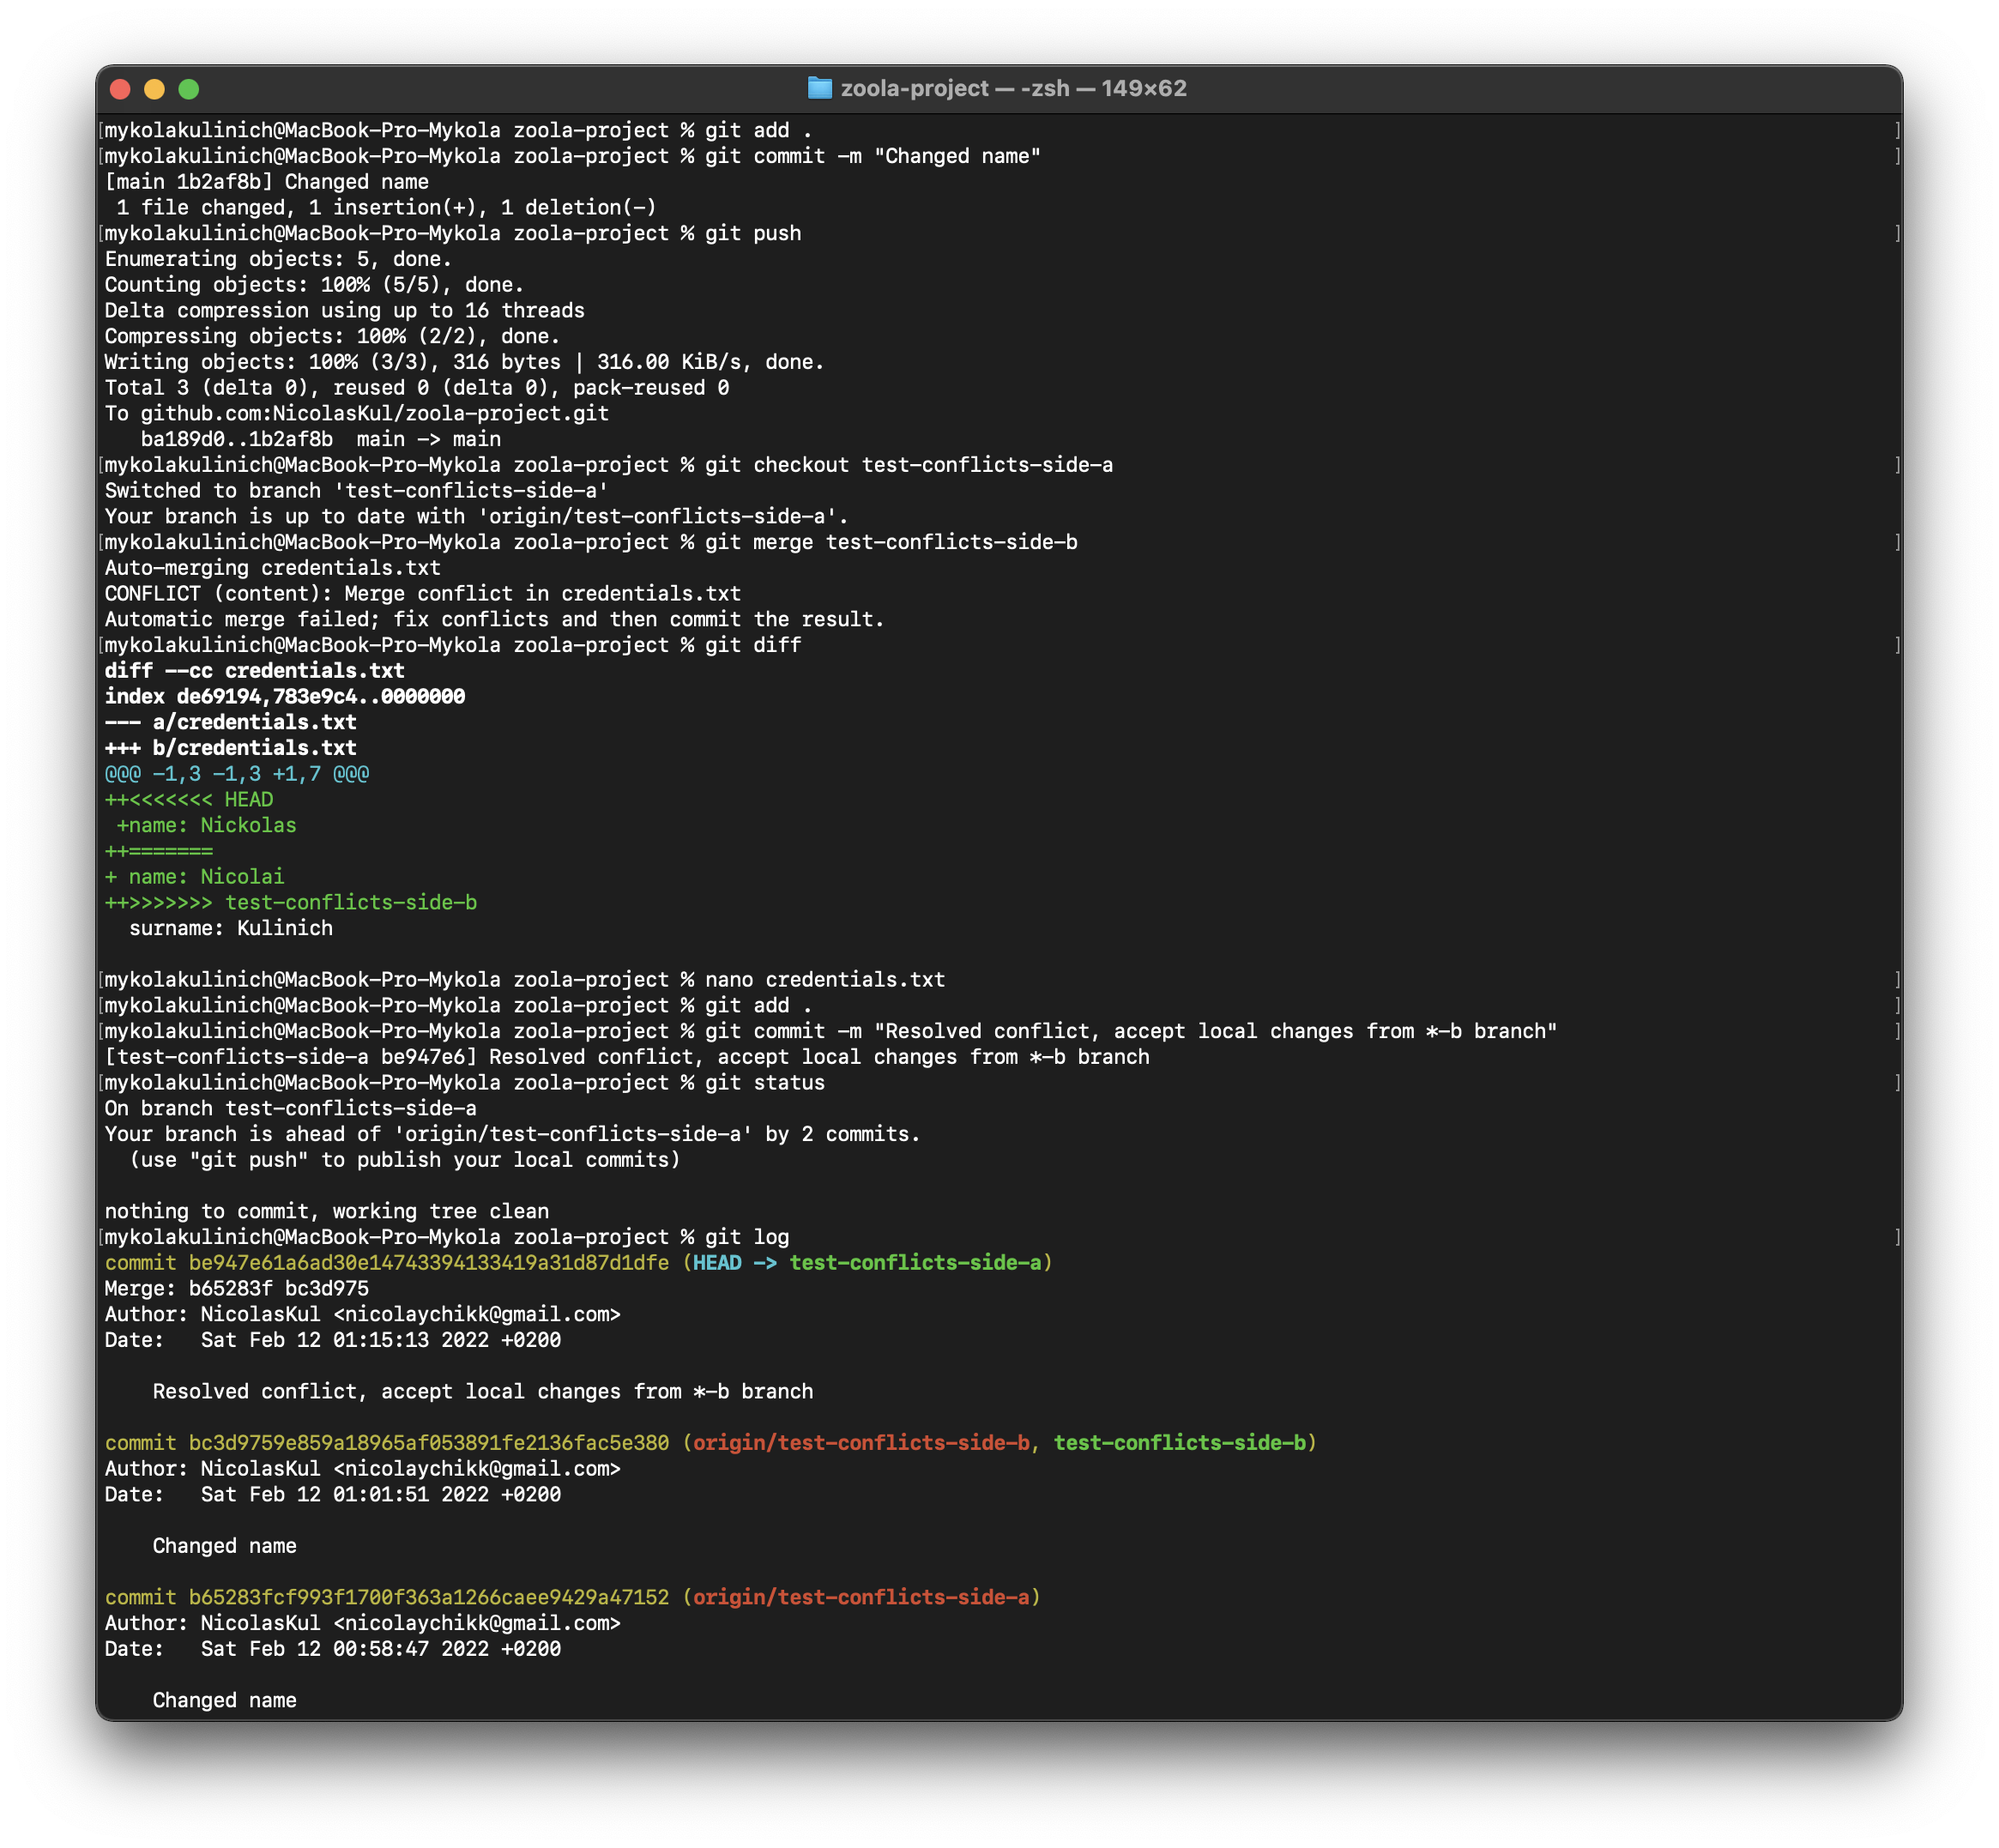 zoola-project — -zsh — 149×62
[mykolakulinich@MacBook-Pro-Mykola zoola-project % git add . ]
[mykolakulinich@MacBook-Pro-Mykola zoola-project % git commit -m "Changed name" ]
[main 1b2af8b] Changed name
 1 file changed, 1 insertion(+), 1 deletion(-)
[mykolakulinich@MacBook-Pro-Mykola zoola-project % git push ]
Enumerating objects: 5, done.
Counting objects: 100% (5/5), done.
Delta compression using up to 16 threads
Compressing objects: 100% (2/2), done.
Writing objects: 100% (3/3), 316 bytes | 316.00 KiB/s, done.
Total 3 (delta 0), reused 0 (delta 0), pack-reused 0
To github.com:NicolasKul/zoola-project.git
   ba189d0..1b2af8b  main -> main
[mykolakulinich@MacBook-Pro-Mykola zoola-project % git checkout test-conflicts-side-a ]
Switched to branch 'test-conflicts-side-a'
Your branch is up to date with 'origin/test-conflicts-side-a'.
[mykolakulinich@MacBook-Pro-Mykola zoola-project % git merge test-conflicts-side-b ]
Auto-merging credentials.txt
CONFLICT (content): Merge conflict in credentials.txt
Automatic merge failed; fix conflicts and then commit the result.
[mykolakulinich@MacBook-Pro-Mykola zoola-project % git diff ]
diff --cc credentials.txt
index de69194,783e9c4..0000000
--- a/credentials.txt
+++ b/credentials.txt
@@@ -1,3 -1,3 +1,7 @@@
++<<<<<<< HEAD
 +name: Nickolas
++=======
+ name: Nicolai
++>>>>>>> test-conflicts-side-b
  surname: Kulinich
[mykolakulinich@MacBook-Pro-Mykola zoola-project % nano credentials.txt ]
[mykolakulinich@MacBook-Pro-Mykola zoola-project % git add . ]
[mykolakulinich@MacBook-Pro-Mykola zoola-project % git commit -m "Resolved conflict, accept local changes from *-b branch" ]
[test-conflicts-side-a be947e6] Resolved conflict, accept local changes from *-b branch
[mykolakulinich@MacBook-Pro-Mykola zoola-project % git status ]
On branch test-conflicts-side-a
Your branch is ahead of 'origin/test-conflicts-side-a' by 2 commits.
  (use "git push" to publish your local commits)
nothing to commit, working tree clean
[mykolakulinich@MacBook-Pro-Mykola zoola-project % git log ]
commit be947e61a6ad30e14743394133419a31d87d1dfe (HEAD -> test-conflicts-side-a)
Merge: b65283f bc3d975
Author: NicolasKul <nicolaychikk@gmail.com>
Date:   Sat Feb 12 01:15:13 2022 +0200
    Resolved conflict, accept local changes from *-b branch
commit bc3d9759e859a18965af053891fe2136fac5e380 (origin/test-conflicts-side-b, test-conflicts-side-b)
Author: NicolasKul <nicolaychikk@gmail.com>
Date:   Sat Feb 12 01:01:51 2022 +0200
    Changed name
commit b65283fcf993f1700f363a1266caee9429a47152 (origin/test-conflicts-side-a)
Author: NicolasKul <nicolaychikk@gmail.com>
Date:   Sat Feb 12 00:58:47 2022 +0200
    Changed name